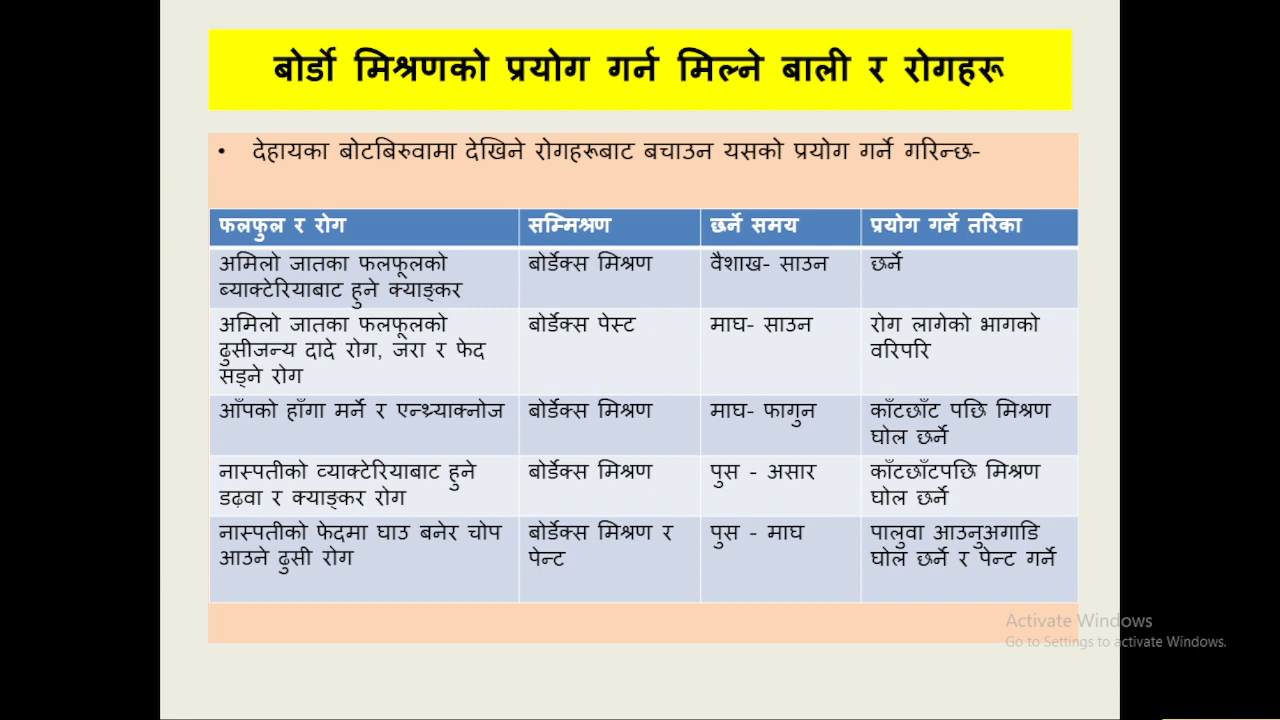 बोर्डो मिश्रणको प्रयोग गर्न मिल्ने बाली र रोगहरू
• देहायका बोटबिरुवामा देखिने रोगहरूबाट बचाउन यसको प्रयोग गर्ने गरिन्छ-
फलफुल र रोग सम्मिश्रण छर्ने समय प्रयोग गर्ने तरिका
अमिलो जातका फलफूलको बोर्डेक्स मिश्रण वैशाख- साउन छर्ने
ब्याक्टेरियाबाट हुने क्याङ्कर
अमिलो जातका फलफूलको बोर्डेक्स पेस्ट माघ- साउन रोग लागेको भागको
ढुसीजन्य दादे रोग, जरा र फेद वरिपरि
सड्ने रोग
आँपको हाँगा मर्ने र एन्थ्र्याक्नोज बोर्डेक्स मिश्रण माघ- फागुन काँटछाँट पछि मिश्रण
घोल छर्ने
नास्पतीको व्याक्टेरियाबाट हुने बोर्डेक्स मिश्रण पुस - असार काँटछाँटपछि मिश्रण
डढ्वा र क्याङ्कर रोग घोल छर्ने
नास्पतीको फेदमा घाउ बनेर चोप बोर्डेक्स मिश्रण र पुस - माघ पालुवा आउनुअगाडि
आउने ढुसी रोग पेन्ट घोल छर्ने र पेन्ट गर्ने
Activate Windows
Go to Settings to activate Windows.